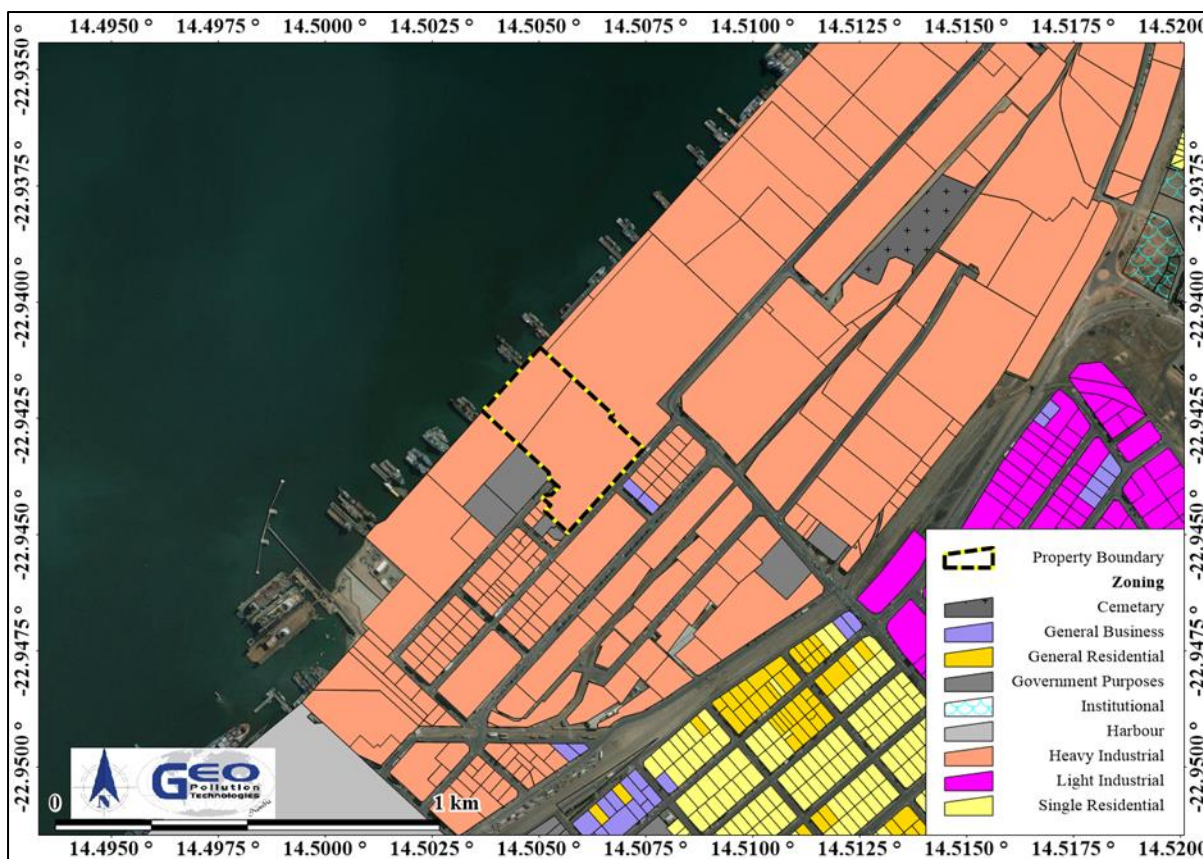 14.4950 ° 14.4975 ° 14.5000 ° 14.5025 ° 14.5050 ° 14.5075 ° 14.5100 ° 14.5125 ° 14.5150 ° 14.5175 ° 14.5200 °
-22.9350 °
-22.9375 °
-22.9400 °
-22.9425 °
-22.9450 °
-22.9475 °
-22.9500 °
-22.9350 °
-22.9375 °
-22.9400 °
-22.9425 °
-22.9450 °
-22.9475 °
-22.9500 °
Property Boundary
Zoning
Cemetary
General Business
General Residential
Government Purposes
Institutional
Harbour
Heavy Industrial
Light Industrial
Single Residential
N
GEO
Pollution
Technologies
0 1 km
14.4950 ° 14.4975 ° 14.5000 ° 14.5025 ° 14.5050 ° 14.5075 ° 14.5100 ° 14.5125 ° 14.5150 ° 14.5175 ° 14.5200 °